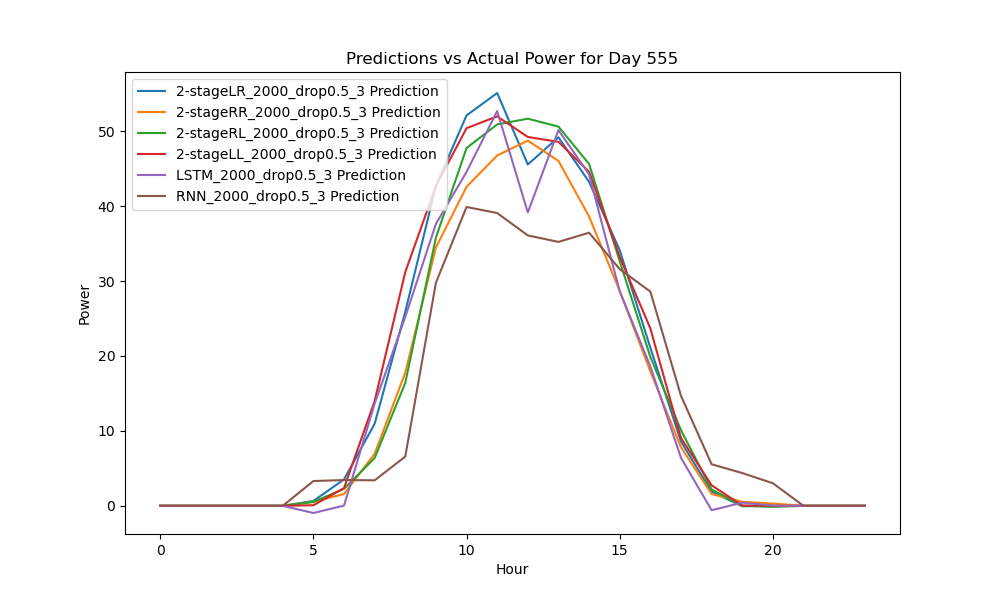 Predictions vs Actual Power for Day 555
2-stageLR_2000_drop0.5_3 Prediction
2-stageRR_2000_drop0.5_3 Prediction
2-stageRL_2000_drop0.5_3 Prediction
2-stageLL_2000_drop0.5_3 Prediction
LSTM_2000_drop0.5_3 Prediction
RNN_2000_drop0.5_3 Prediction
Power
50
40
30
20
10
0
0 5 10 15 20
Hour